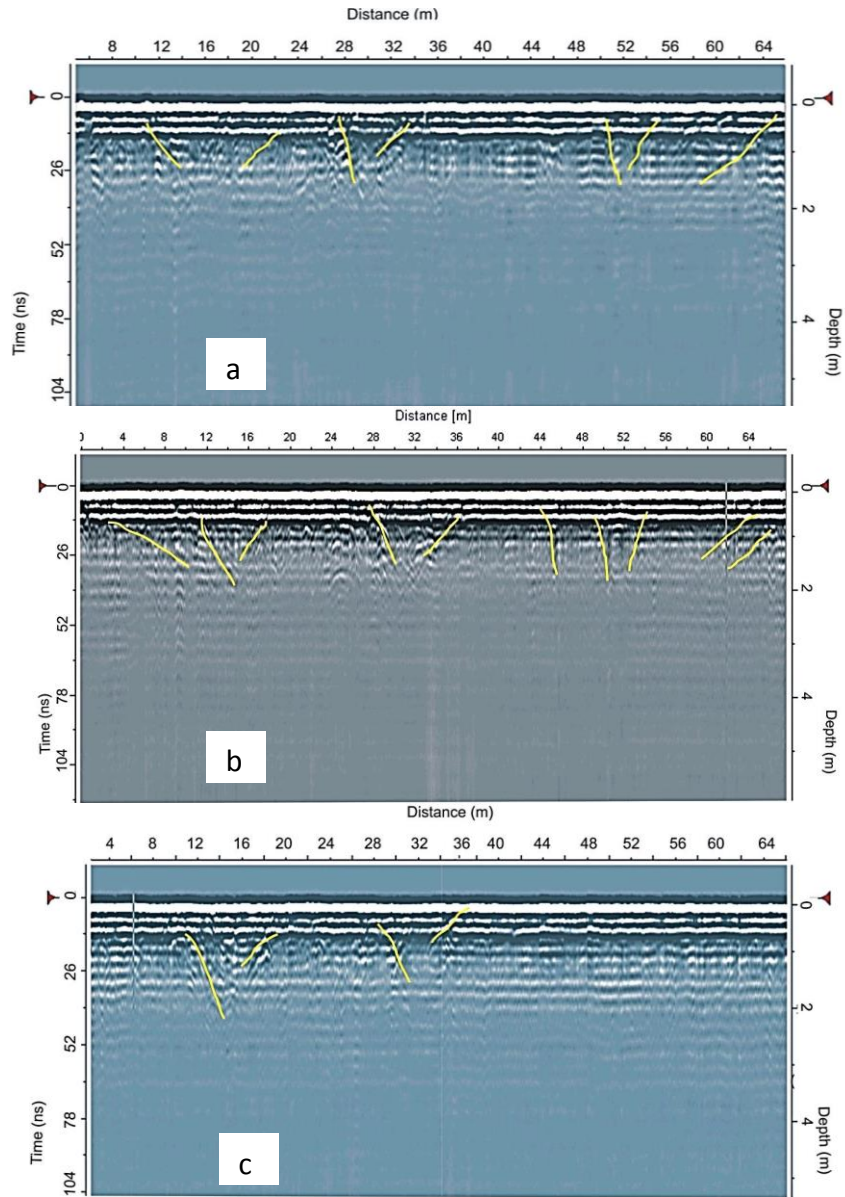 Distance (m)
8 12 16 20 24 28 32 36 40 44 48 52 56 60 64
0 26 52 78 104
Time (ns)
0 2 4
Depth (m)
a
Distance [m]
0 4 8 12 16 20 24 28 32 36 40 44 48 52 56 60 64
0 26 52 78 104
Time (ns)
0 2 4
Depth (m)
b
Distance (m)
4 8 12 16 20 24 28 32 36 40 44 48 52 56 60 64
0 26 52 78 104
Time (ns)
0 2 4
Depth (m)
c